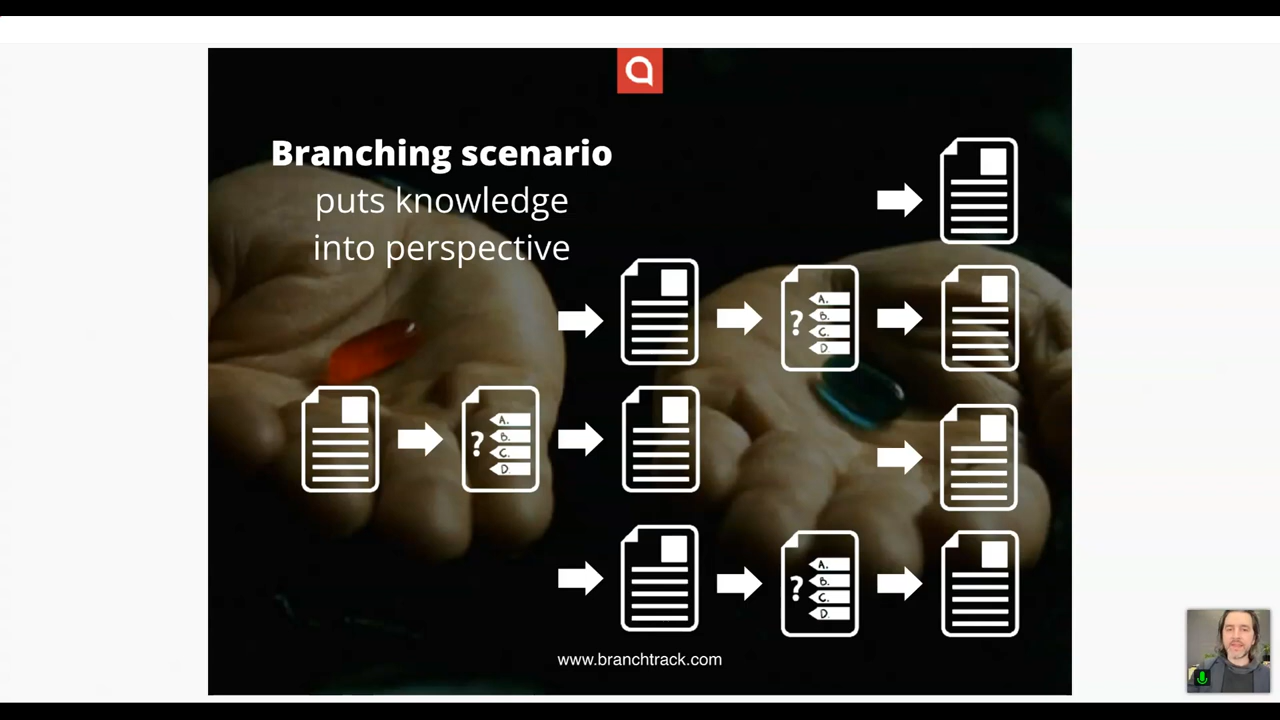 Branching scenario
puts knowledge
into perspective
?
A.
B.
C.
D.
?
A.
B.
C.
D.
?
A.
B.
C.
D.
www.branchtrack.com